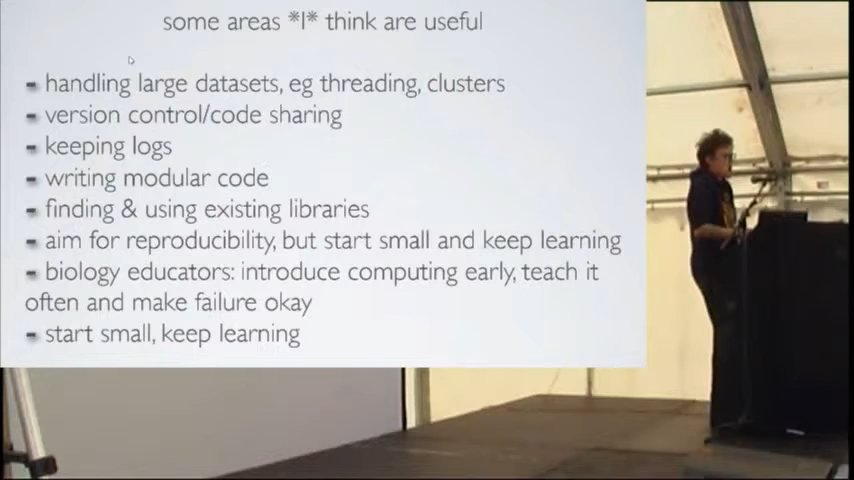 some areas *I* think are useful
- handling large datasets, eg threading, clusters
- version control/code sharing
- keeping logs
- writing modular code
- finding & using existing libraries
- aim for reproducibility, but start small and keep learning
- biology educators: introduce computing early, teach it
often and make failure okay
- start small, keep learning